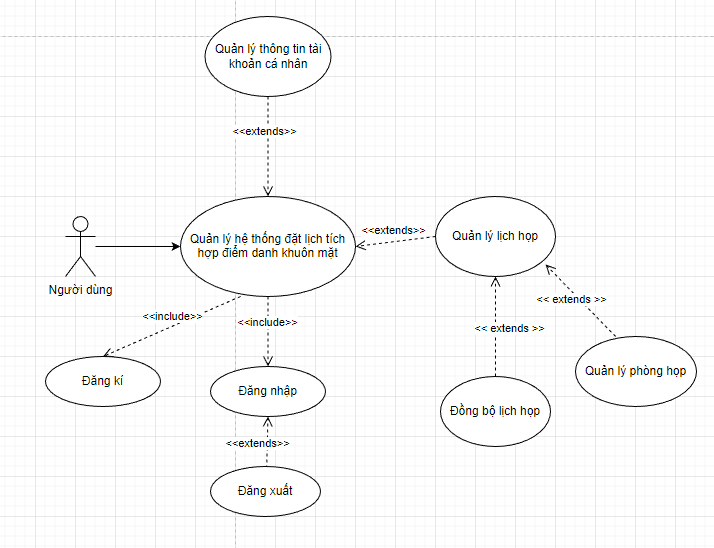 Quản lý thông tin tài
khoản cá nhân
<<extends>>
Quản lý hệ thống đặt lịch tích
hợp điểm danh khuôn mặt
<<extends>>
Quản lý lịch họp
Người dùng
<<include>>
<<include>>
<< extends >>
<< extends >>
Đăng kí
Đăng nhập
Quản lý phòng họp
Đồng bộ lịch họp
<<extends>>
Đăng xuất